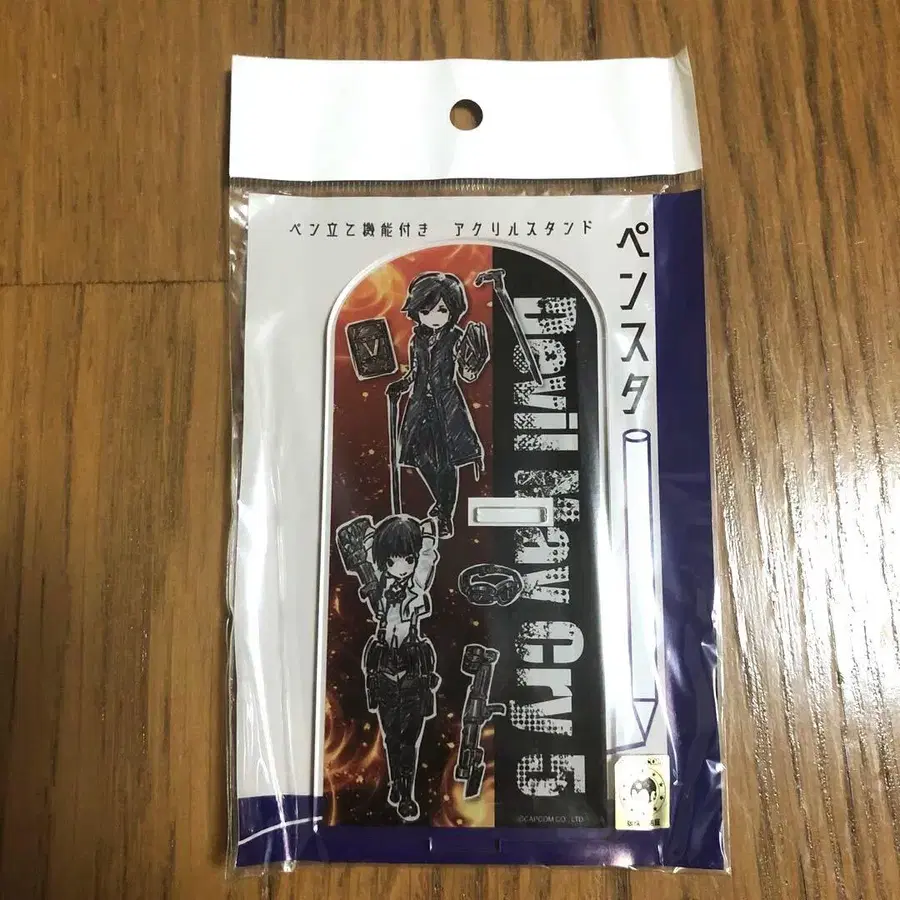 ペン立て機能付き アクリルスタンド
ペンスタ
Devil May Cry 5
V
©CAPCOM CO., LTD.